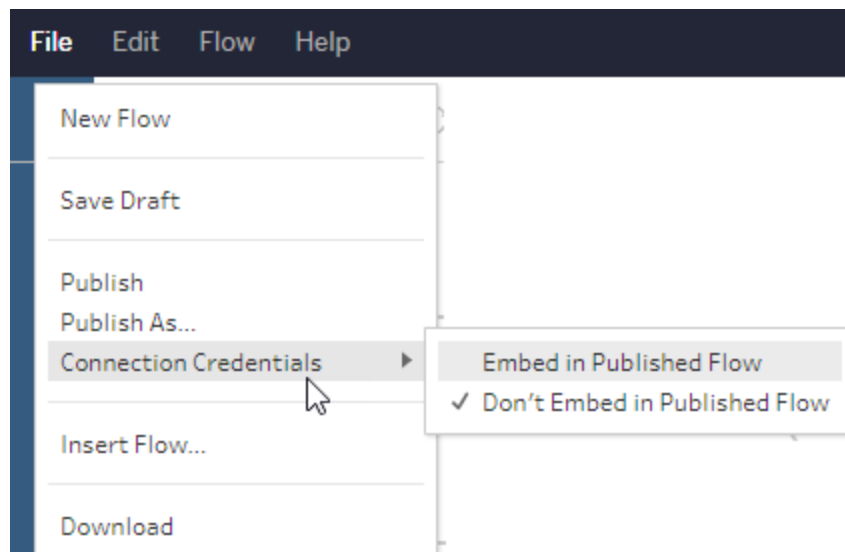 File Edit Flow Help
New Flow
Save Draft
Publish
Publish As...
Connection Credentials
Embed in Published Flow
✓ Don't Embed in Published Flow
Insert Flow...
Download